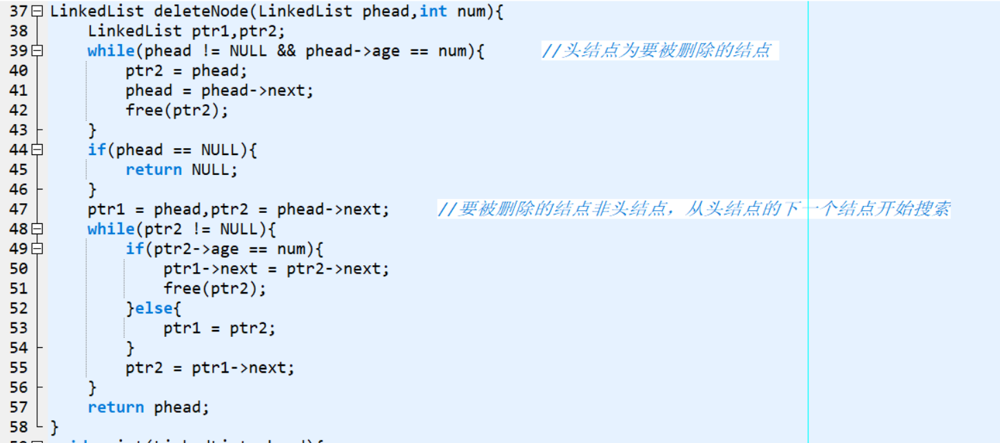 37 LinkedList deleteNode(LinkedList phead,int num){
38 LinkedList ptr1,ptr2;
39 while(phead != NULL && phead->age == num){ //头结点为要被删除的结点
40 ptr2 = phead;
41 phead = phead->next;
42 free(ptr2);
43 }
44 if(phead == NULL){
45 return NULL;
46 }
47 ptr1 = phead,ptr2 = phead->next; //要被删除的结点非头结点，从头结点的下一个结点开始搜索
48 while(ptr2 != NULL){
49 if(ptr2->age == num){
50 ptr1->next = ptr2->next;
51 free(ptr2);
52 }else{
53 ptr1 = ptr2;
54 }
55 ptr2 = ptr1->next;
56 }
57 return phead;
58 }